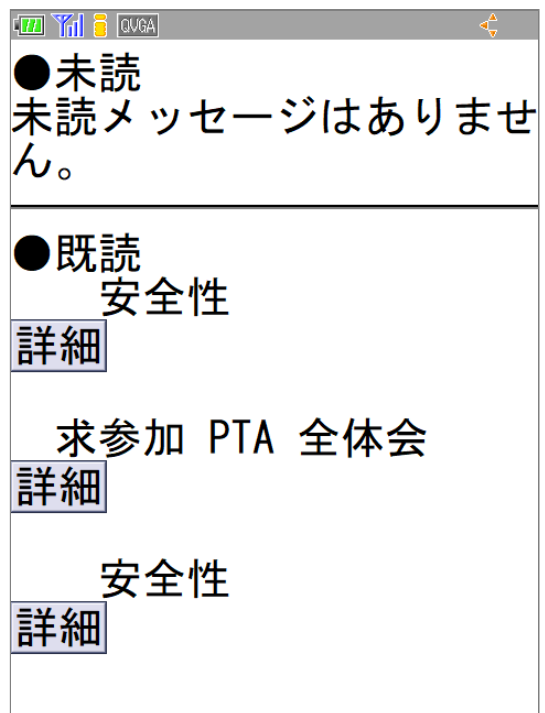 QVGA
●未読
未読メッセージはありませ
ん。
●既読
安全性
詳細
求参加 PTA 全体会
詳細
安全性
詳細